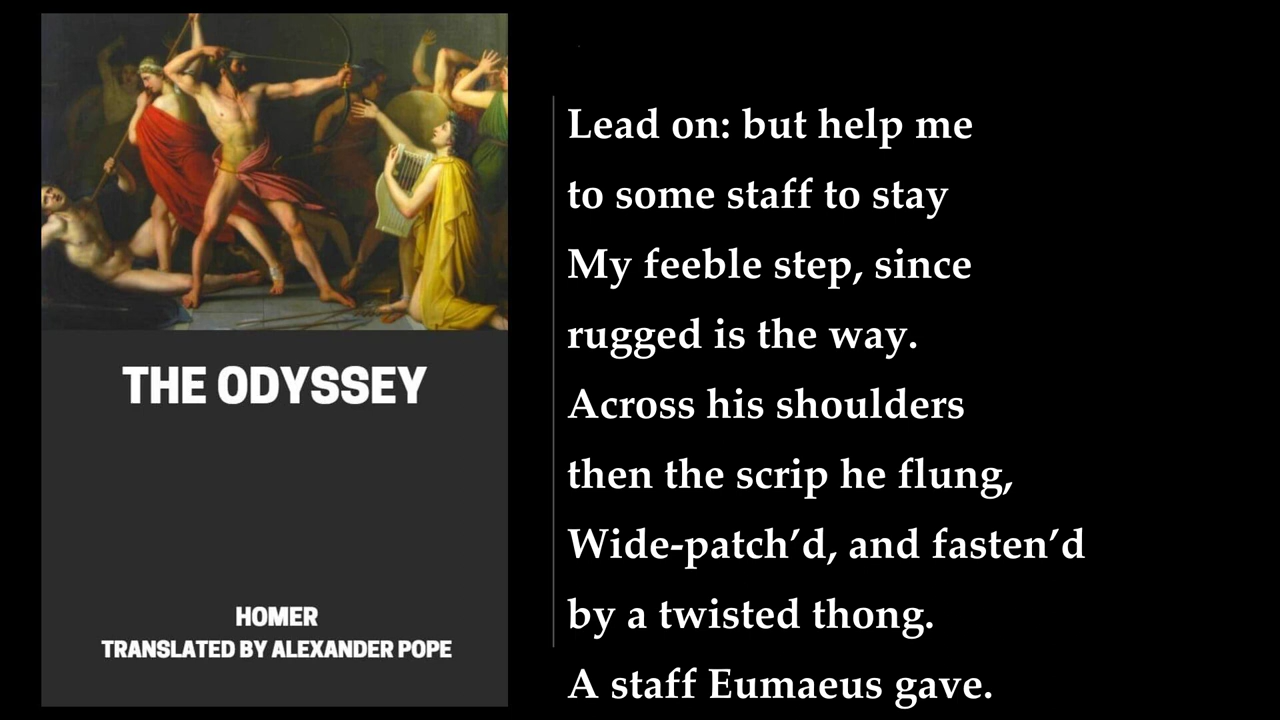 THE ODYSSEY
HOMER
TRANSLATED BY ALEXANDER POPE
Lead on: but help me
to some staff to stay
My feeble step, since
rugged is the way.
Across his shoulders
then the scrip he flung,
Wide-patch’d, and fasten’d
by a twisted thong.
A staff Eumaeus gave.